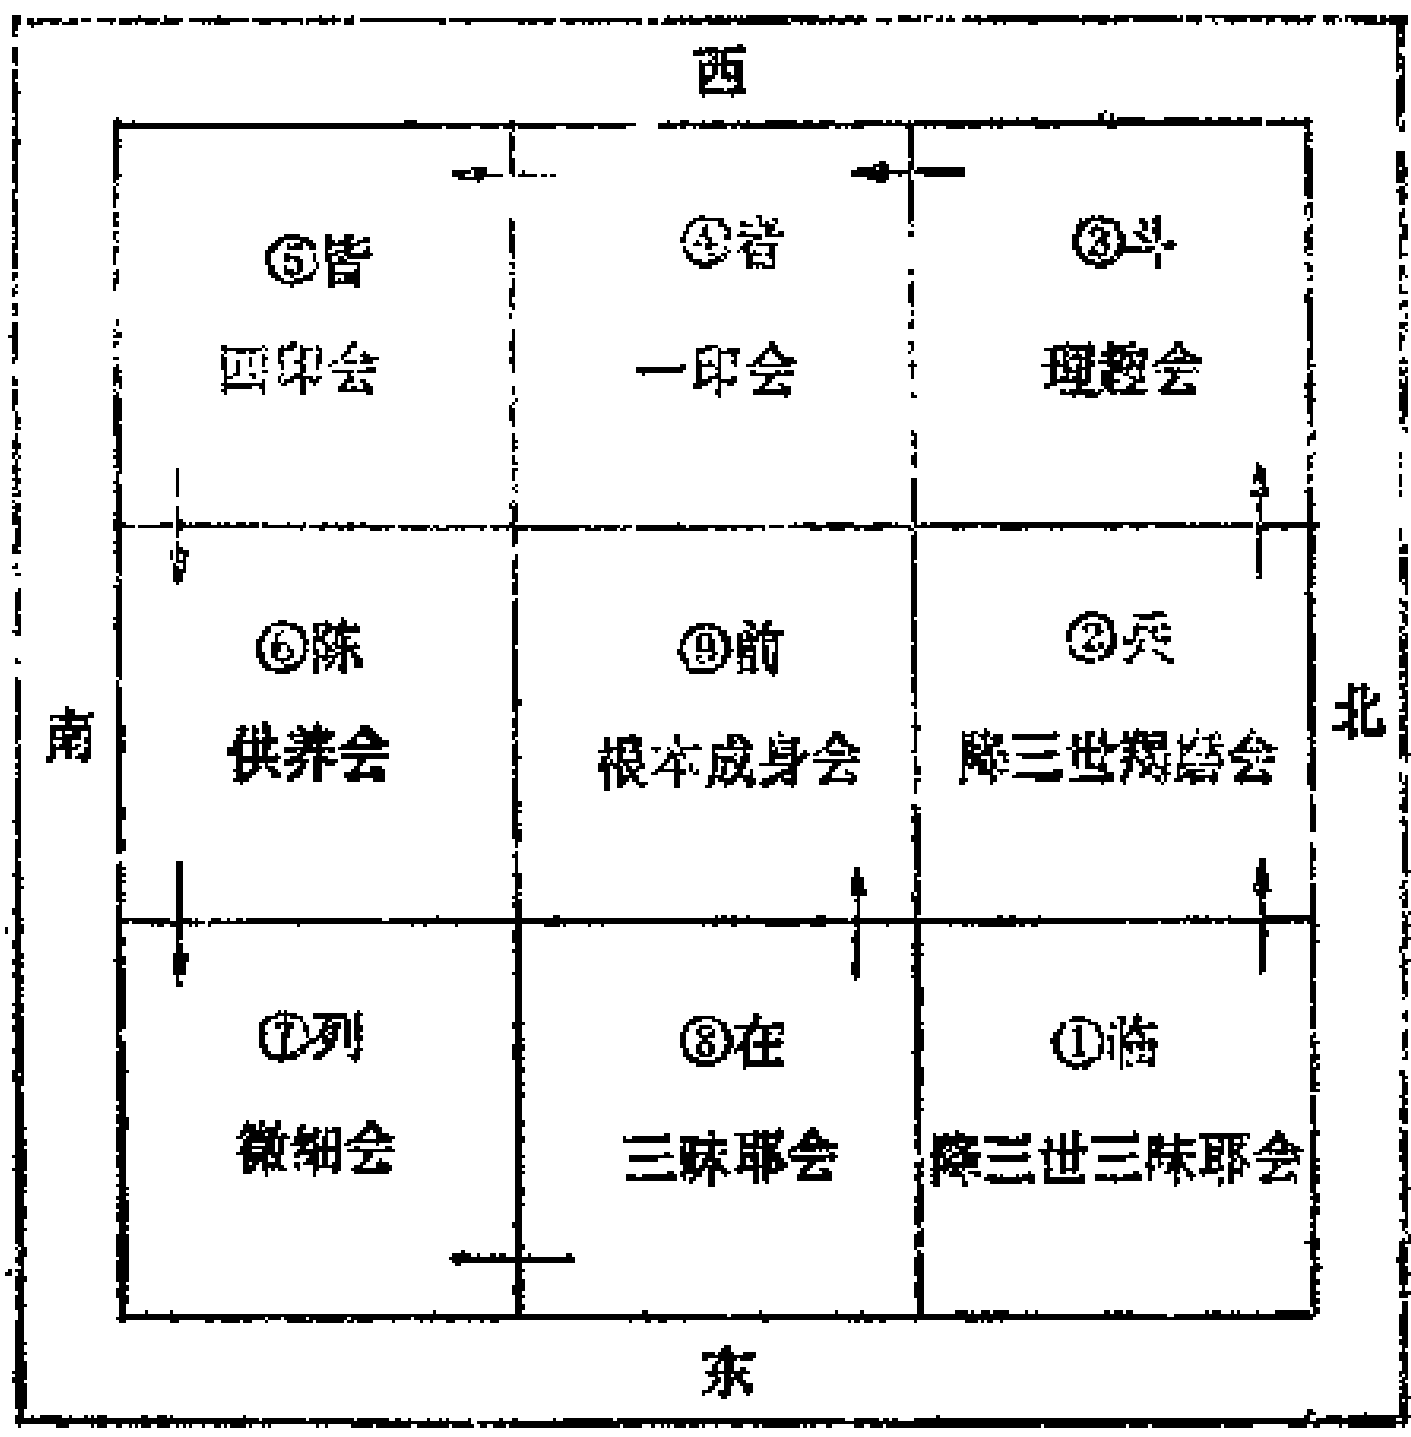 西
⑤皆
四印会
④者
一印会
③斗
理趣会
南
⑥陈
供养会
⑨前
根本成身会
②兵
降三世羯磨会
北
⑦列
微细会
⑧在
三昧耶会
①临
降三世三昧耶会
东